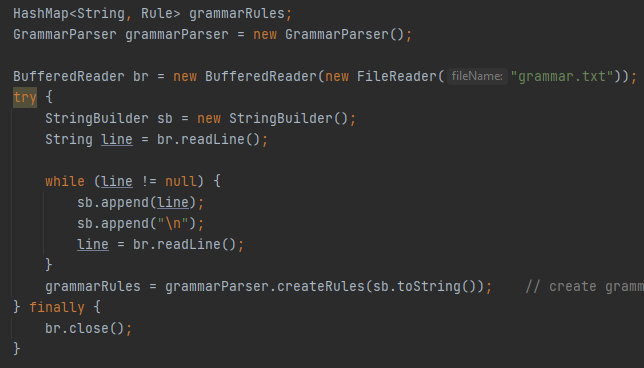 HashMap<String, Rule> grammarRules;
GrammarParser grammarParser = new GrammarParser();
BufferedReader br = new BufferedReader(new FileReader( fileName: "grammar.txt"));
try {
StringBuilder sb = new StringBuilder();
String line = br.readLine();
while (line != null) {
sb.append(line);
sb.append("\n");
line = br.readLine();
}
grammarRules = grammarParser.createRules(sb.toString()); // create gramm
} finally {
br.close();
}